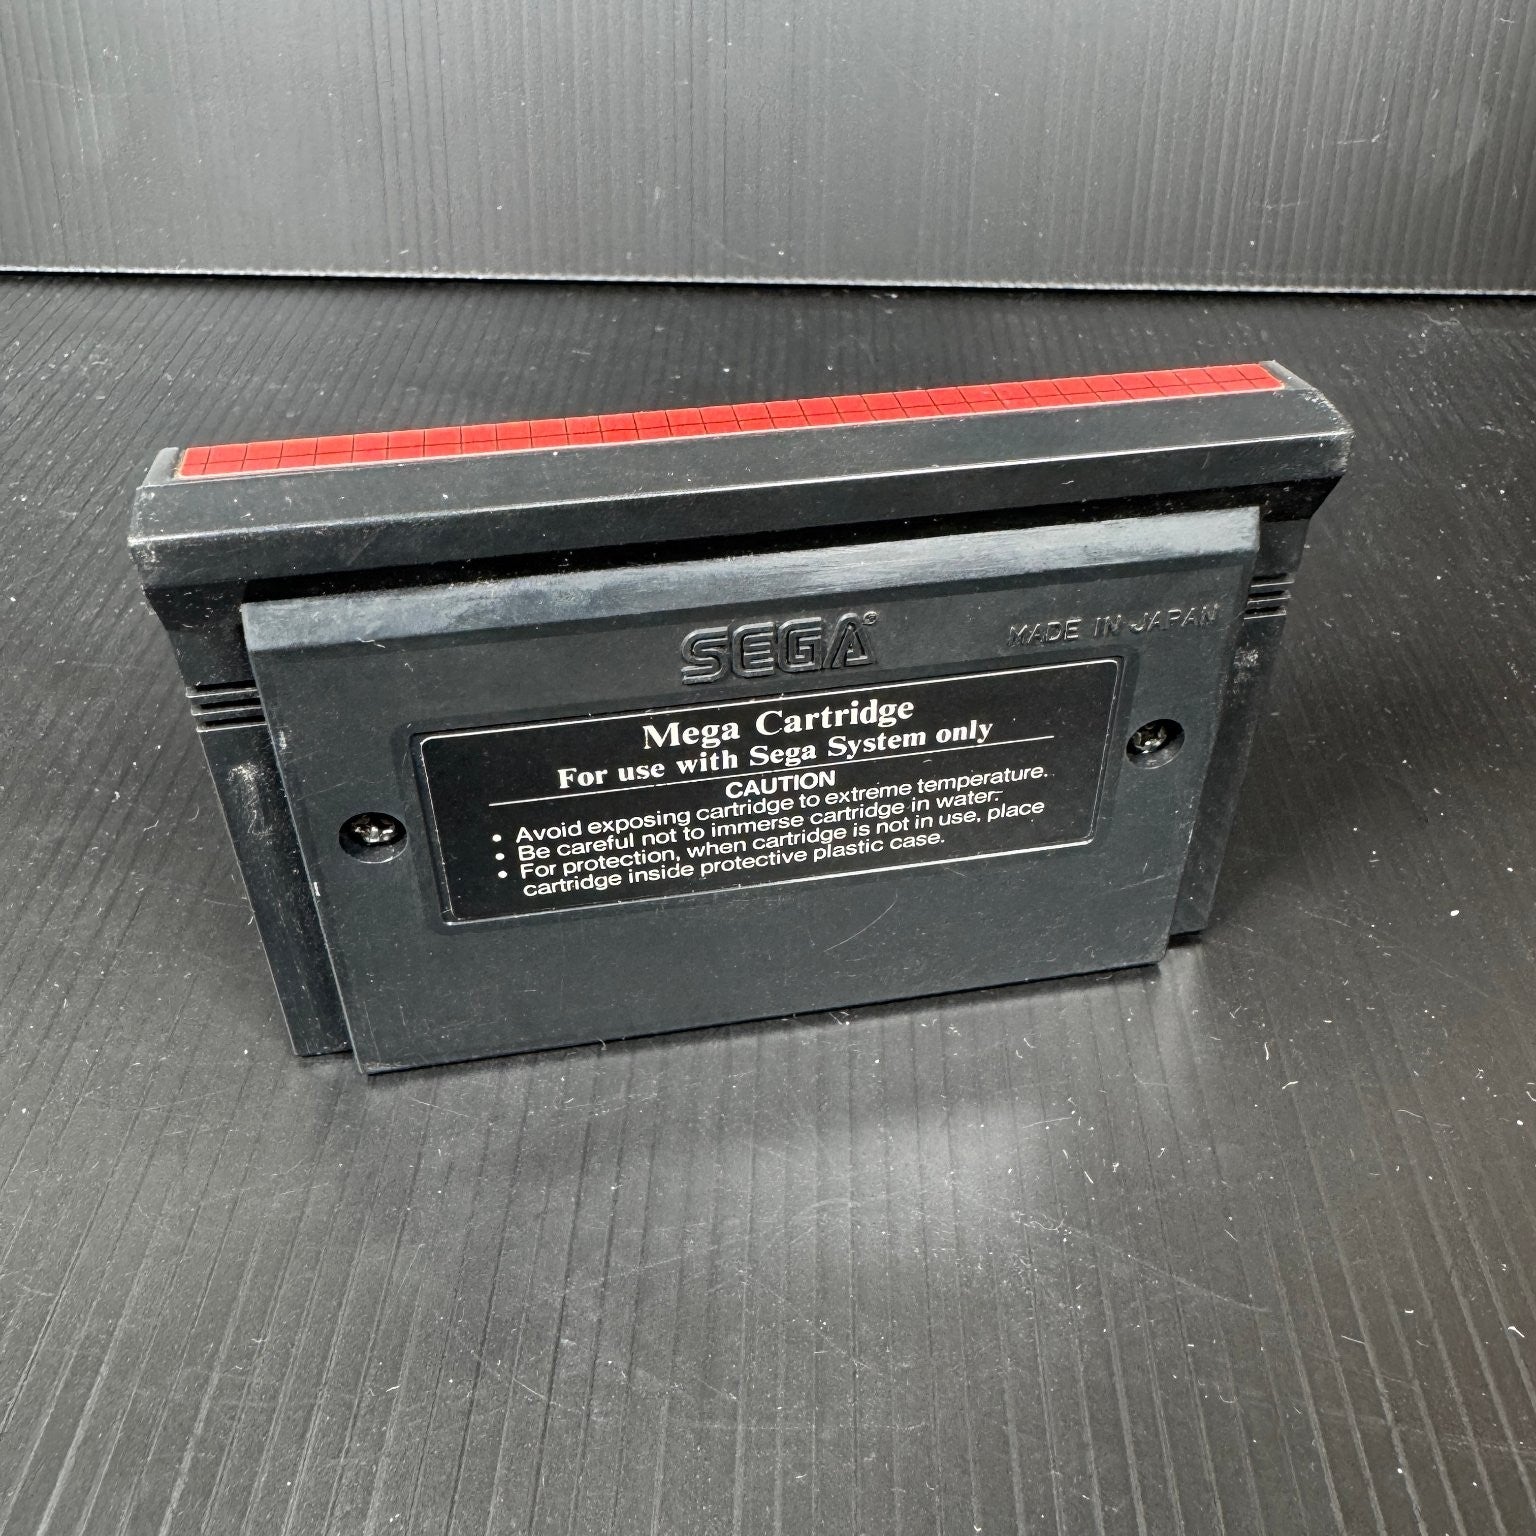 SEGA®
MADE IN JAPAN
Mega Cartridge
For use with Sega System only
CAUTION
• Avoid exposing cartridge to extreme temperature.
• Be careful not to immerse cartridge in water.
• For protection, when cartridge is not in use, place
cartridge inside protective plastic case.